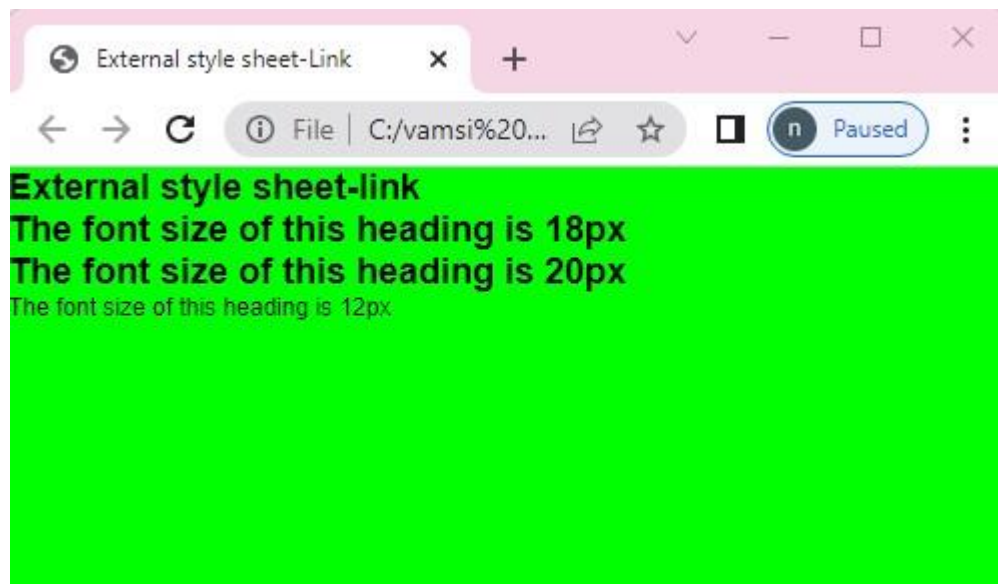 External style sheet-Link
File
C:/vamsi%20...
n
Paused
External style sheet-link
The font size of this heading is 18px
The font size of this heading is 20px
The font size of this heading is 12px